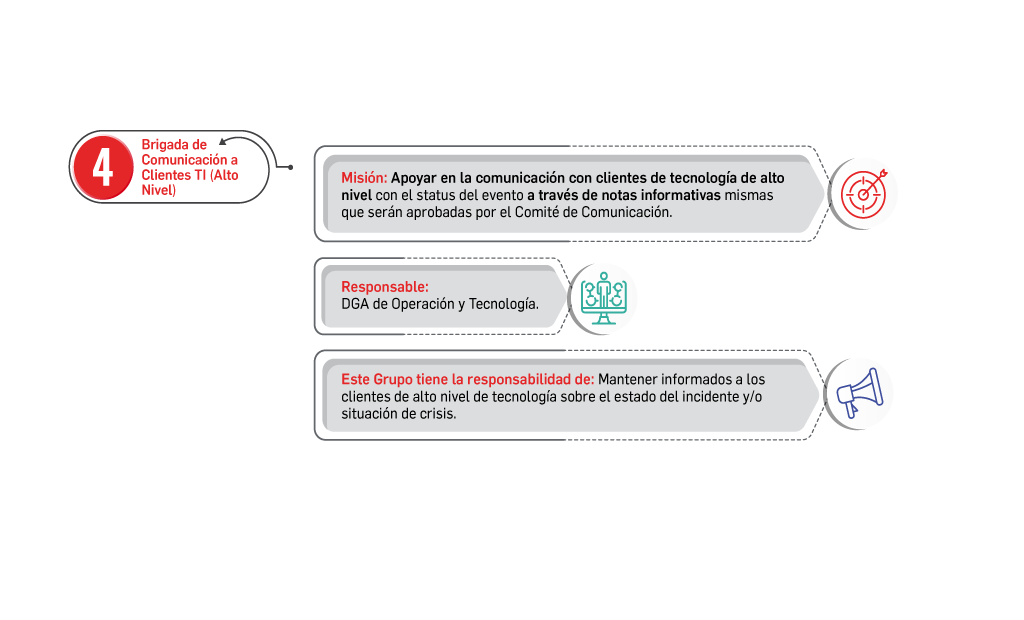 4
Brigada de
Comunicación a
Clientes TI (Alto
Nivel)
Misión: Apoyar en la comunicación con clientes de tecnología de alto
nivel con el status del evento a través de notas informativas mismas
que serán aprobadas por el Comité de Comunicación.
Responsable:
DGA de Operación y Tecnología.
Este Grupo tiene la responsabilidad de: Mantener informados a los
clientes de alto nivel de tecnología sobre el estado del incidente y/o
situación de crisis.